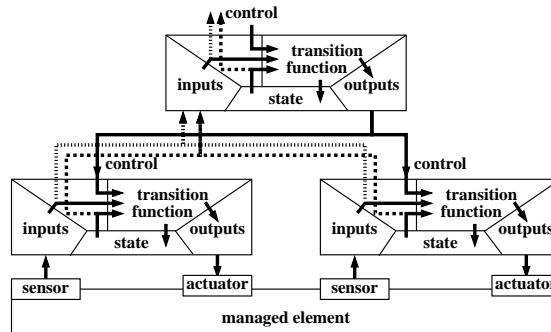 control
transition
function
inputs
outputs
state
control
control
transition
function
inputs
outputs
state
transition
function
inputs
outputs
state
sensor
actuator
sensor
actuator
managed element